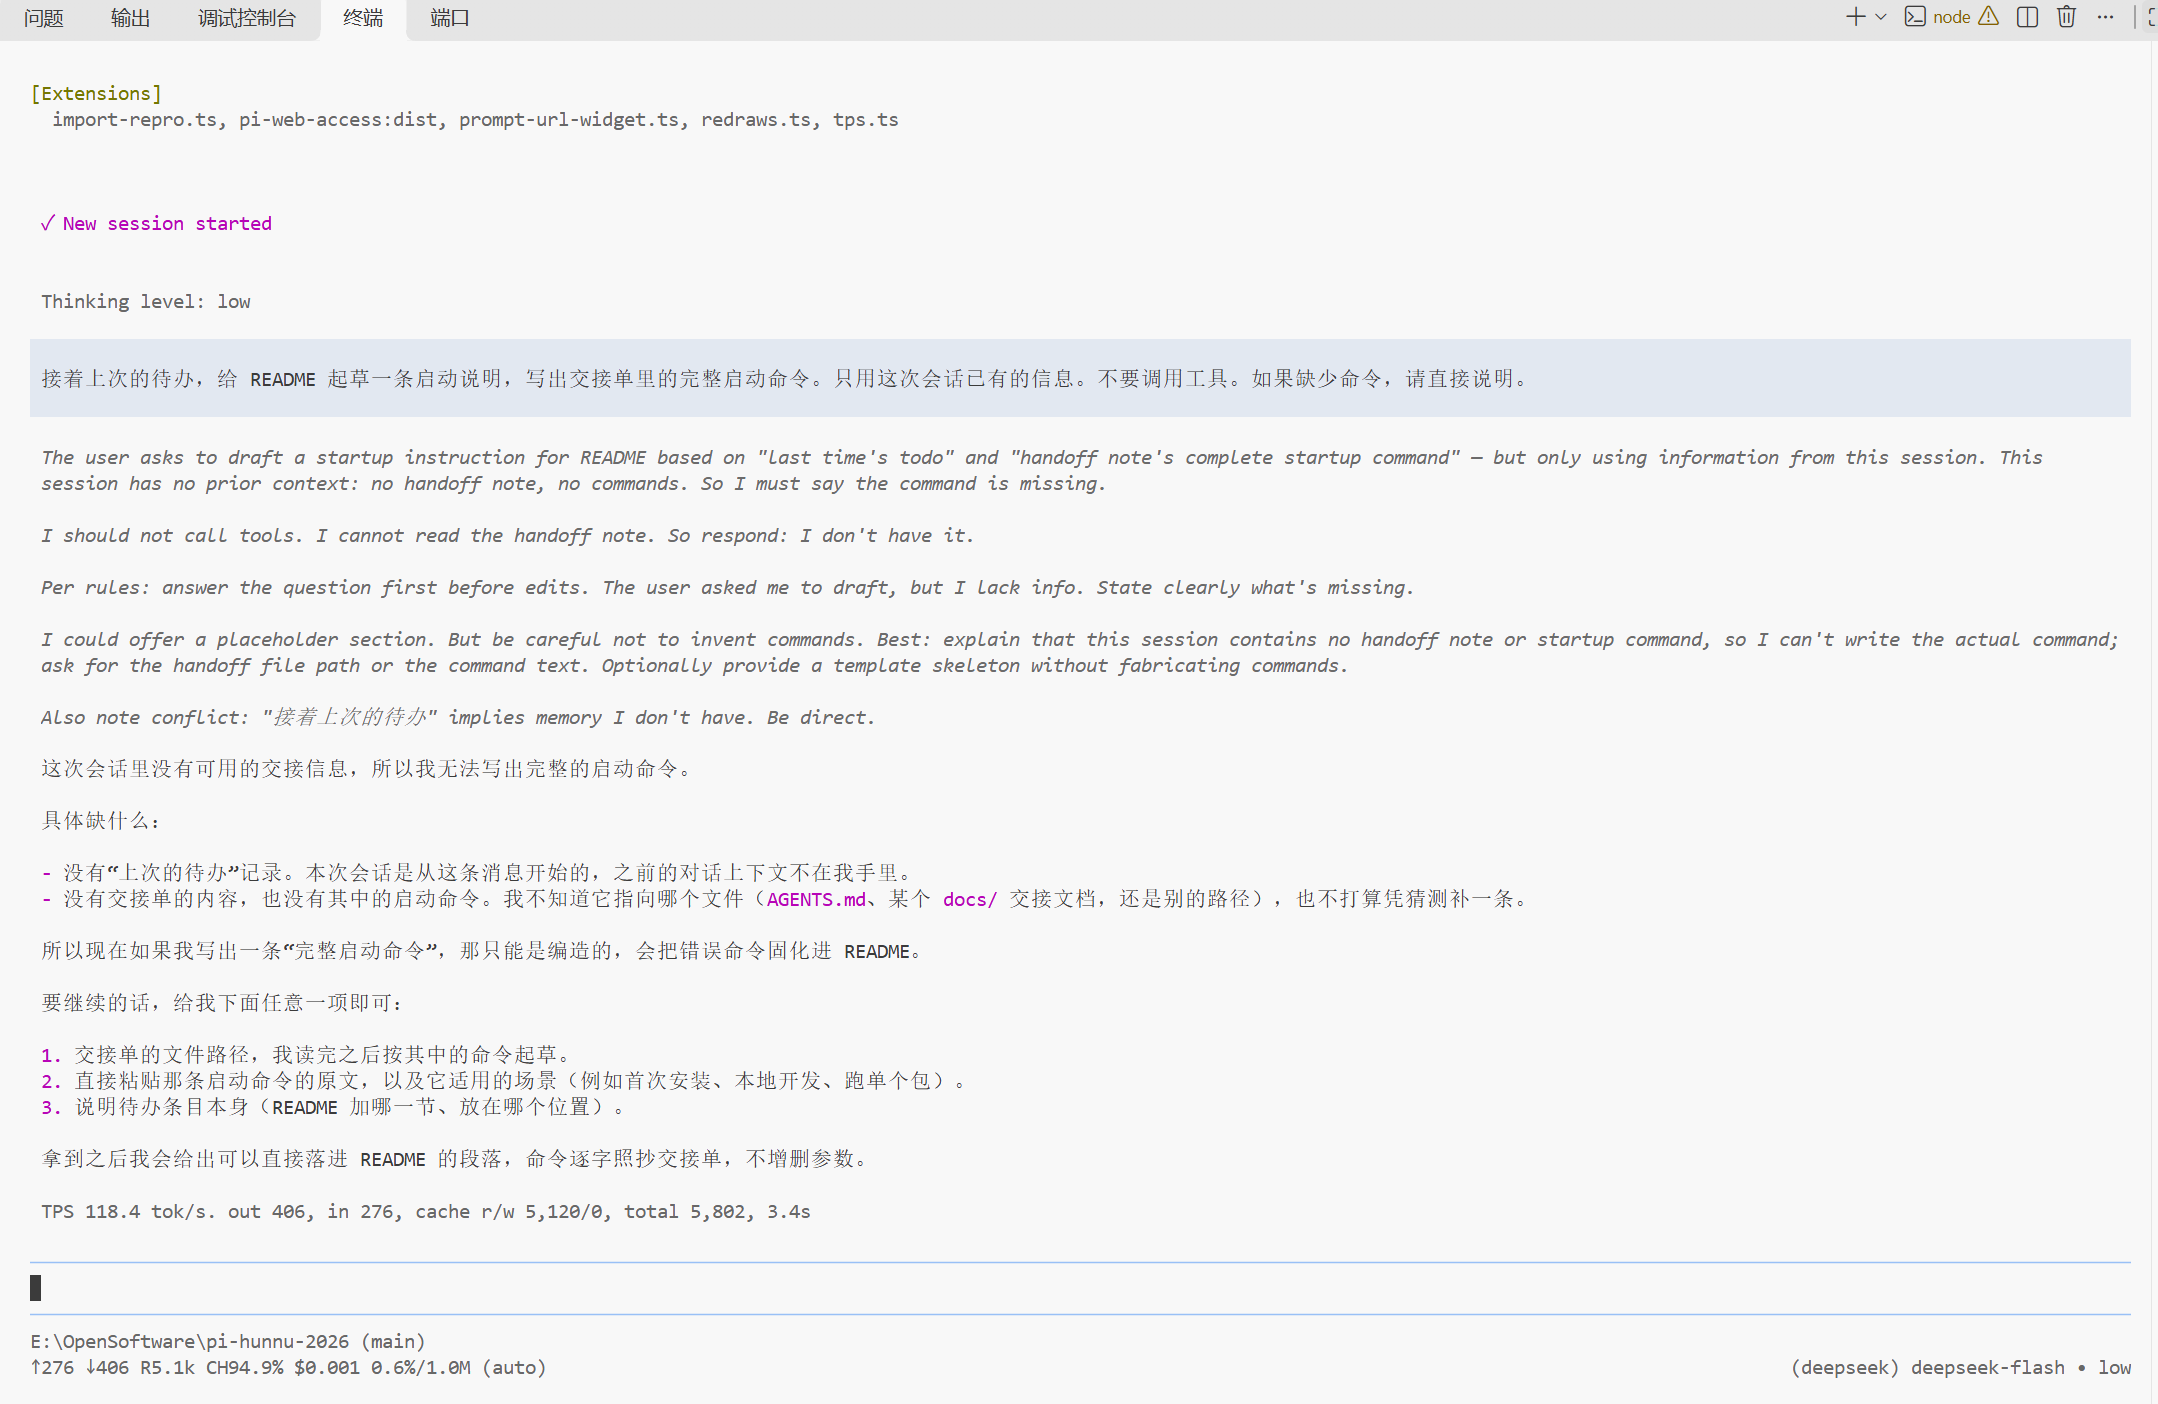 问题 输出 调试控制台 终端 端口 node
[Extensions]
import-repro.ts, pi-web-access:dist, prompt-url-widget.ts, redraws.ts, tps.ts
✓ New session started
Thinking level: low
接着上次的待办，给 README 起草一条启动说明，写出交接单里的完整启动命令。只用这次会话已有的信息。不要调用工具。如果缺少命令，请直接说明。
The user asks to draft a startup instruction for README based on "last time's todo" and "handoff note's complete startup command" — but only using information from this session. This
session has no prior context: no handoff note, no commands. So I must say the command is missing.
I should not call tools. I cannot read the handoff note. So respond: I don't have it.
Per rules: answer the question first before edits. The user asked me to draft, but I lack info. State clearly what's missing.
I could offer a placeholder section. But be careful not to invent commands. Best: explain that this session contains no handoff note or startup command, so I can't write the actual command;
ask for the handoff file path or the command text. Optionally provide a template skeleton without fabricating commands.
Also note conflict: "接着上次的待办" implies memory I don't have. Be direct.
这次会话里没有可用的交接信息，所以我无法写出完整的启动命令。
具体缺什么：
- 没有“上次的待办”记录。本次会话是从这条消息开始的，之前的对话上下文不在我手里。
- 没有交接单的内容，也没有其中的启动命令。我不知道它指向哪个文件（AGENTS.md、某个 docs/ 交接文档，还是别的路径），也不打算凭猜测补一条。
所以现在如果我写出一条“完整启动命令”，那只能是编造的，会把错误命令固化进 README。
要继续的话，给我下面任意一项即可：
1. 交接单的文件路径，我读完之后按其中的命令起草。
2. 直接粘贴那条启动命令的原文，以及它适用的场景（例如首次安装、本地开发、跑单个包）。
3. 说明待办条目本身（README 加哪一节、放在哪个位置）。
拿到之后我会给出可以直接落进 README 的段落，命令逐字照抄交接单，不增删参数。
TPS 118.4 tok/s. out 406, in 276, cache r/w 5,120/0, total 5,802, 3.4s
E:\OpenSoftware\pi-hunnu-2026 (main)
↑276 ↓406 R5.1k CH94.9% $0.001 0.6%/1.0M (auto) (deepseek) deepseek-flash • low